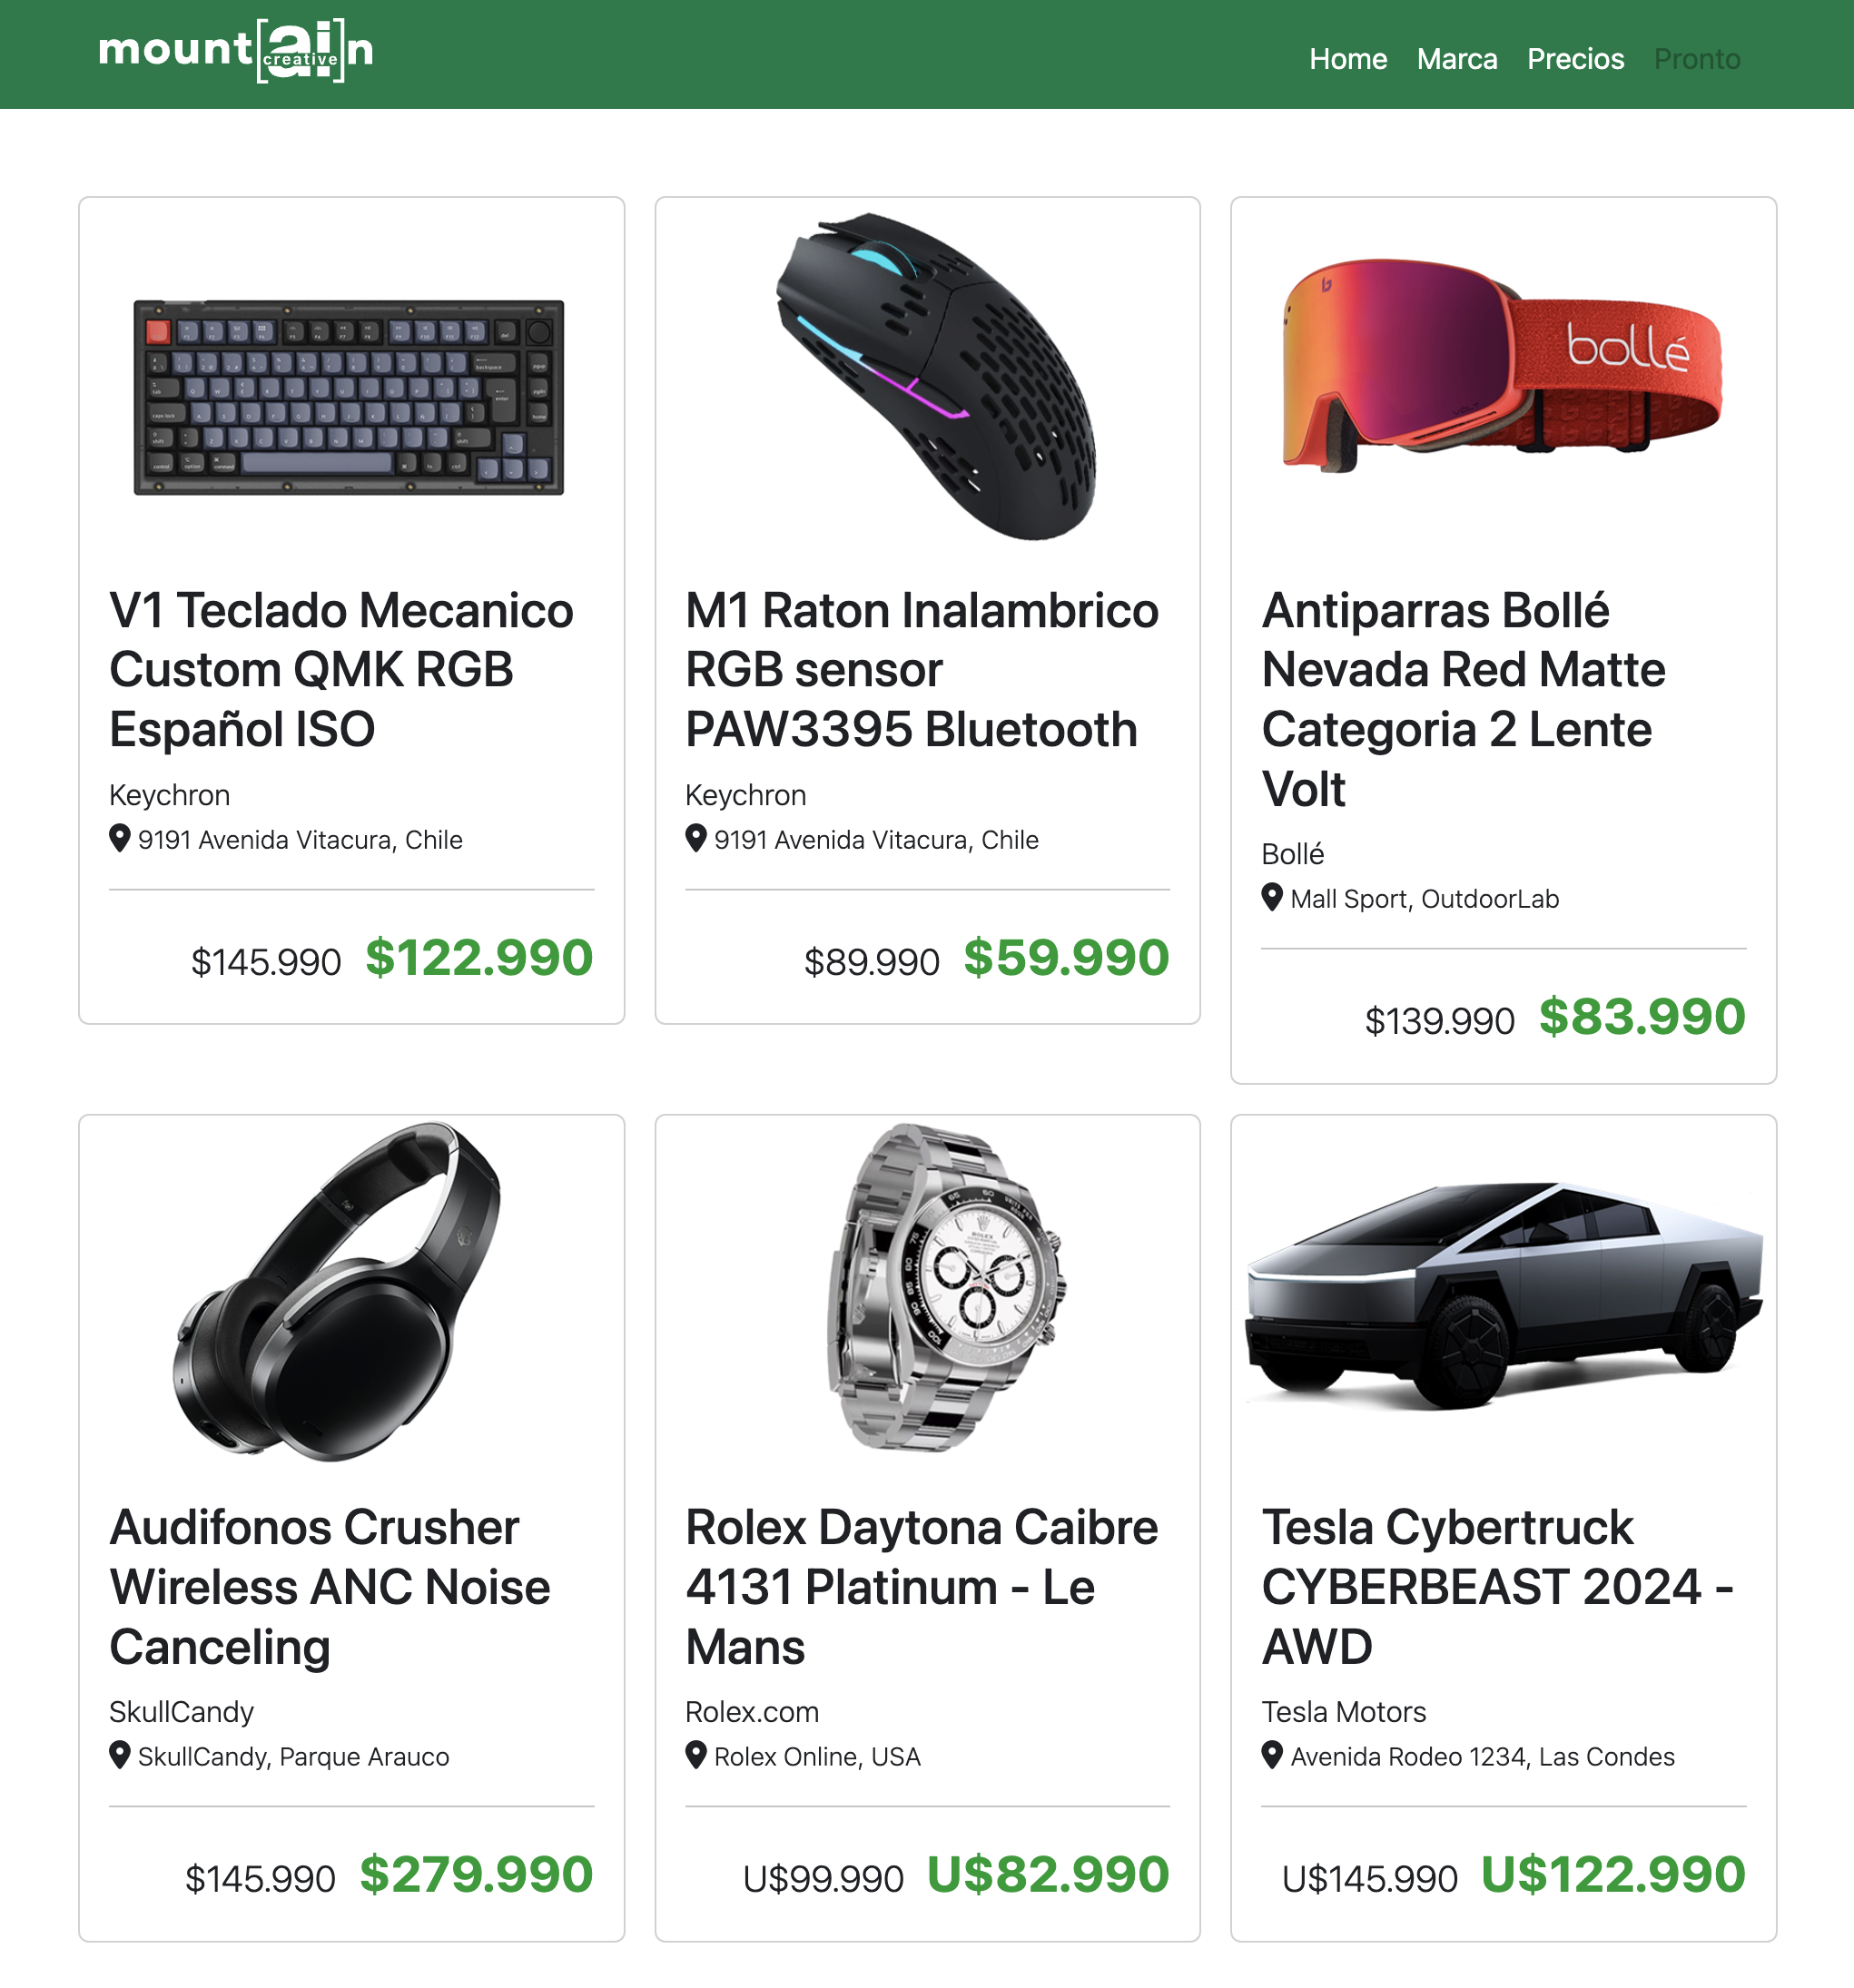 mount[ai]n
creative
Home Marca Precios Pronto
bollé
V1 Teclado Mecanico
Custom QMK RGB
Español ISO
Keychron
9191 Avenida Vitacura, Chile
$145.990 $122.990
M1 Raton Inalambrico
RGB sensor
PAW3395 Bluetooth
Keychron
9191 Avenida Vitacura, Chile
$89.990 $59.990
Antiparras Bollé
Nevada Red Matte
Categoria 2 Lente
Volt
Bollé
Mall Sport, OutdoorLab
$139.990 $83.990
Audifonos Crusher
Wireless ANC Noise
Canceling
SkullCandy
SkullCandy, Parque Arauco
$145.990 $279.990
ROLEX
Rolex Daytona Caibre
4131 Platinum - Le
Mans
Rolex.com
Rolex Online, USA
U$99.990 U$82.990
Tesla Cybertruck
CYBERBEAST 2024 -
AWD
Tesla Motors
Avenida Rodeo 1234, Las Condes
U$145.990 U$122.990